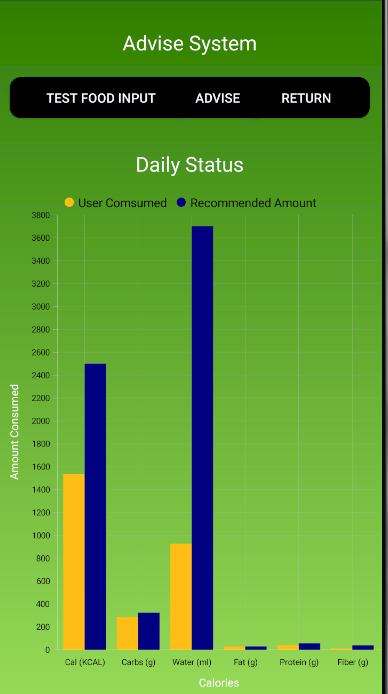 Advise System
TEST FOOD INPUT ADVISE RETURN
Daily Status
User Comsumed Recommended Amount
3800
3600
3400
3200
3000
2800
2600
2400
2200
2000
1800
1600
1400
1200
1000
800
600
400
200
0
Amount Consumed
Cal (KCAL) Carbs (g) Water (ml) Fat (g) Protein (g) Fiber (g)
Calories